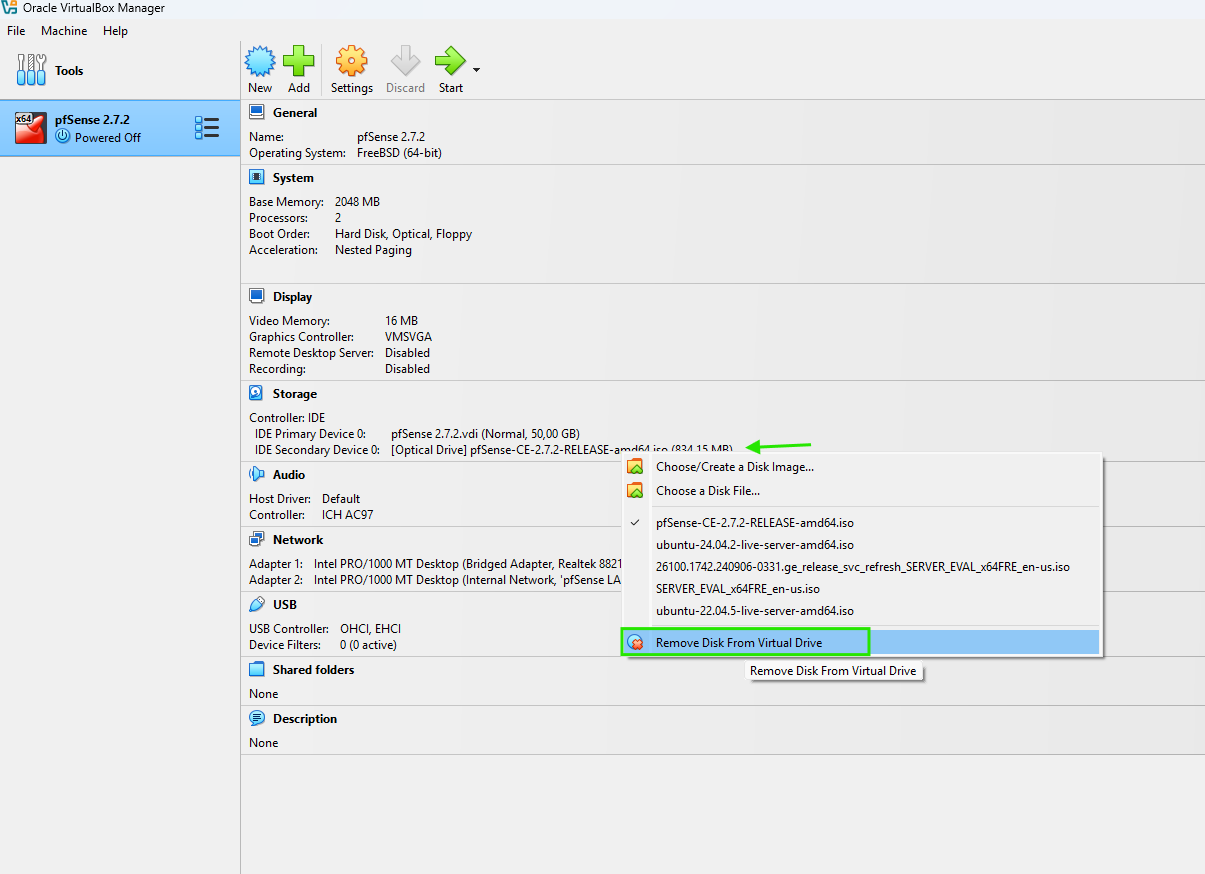 Oracle VirtualBox Manager
File Machine Help
Tools
New Add Settings Discard Start
x64 pfSense 2.7.2
Powered Off
General
Name: pfSense 2.7.2
Operating System: FreeBSD (64-bit)
System
Base Memory: 2048 MB
Processors: 2
Boot Order: Hard Disk, Optical, Floppy
Acceleration: Nested Paging
Display
Video Memory: 16 MB
Graphics Controller: VMSVGA
Remote Desktop Server: Disabled
Recording: Disabled
Storage
Controller: IDE
IDE Primary Device 0: pfSense 2.7.2.vdi (Normal, 50,00 GB)
IDE Secondary Device 0: [Optical Drive] pfSense-CE-2.7.2-RELEASE-amd64.iso (834,15 MB)
Audio
Host Driver: Default
Controller: ICH AC97
Network
Adapter 1: Intel PRO/1000 MT Desktop (Bridged Adapter, Realtek 8821
Adapter 2: Intel PRO/1000 MT Desktop (Internal Network, 'pfSense LA
USB
USB Controller: OHCI, EHCI
Device Filters: 0 (0 active)
Shared folders
None
Description
None
Choose/Create a Disk Image...
Choose a Disk File...
pfSense-CE-2.7.2-RELEASE-amd64.iso
ubuntu-24.04.2-live-server-amd64.iso
26100.1742.240906-0331.ge_release_svc_refresh_SERVER_EVAL_x64FRE_en-us.iso
SERVER_EVAL_x64FRE_en-us.iso
ubuntu-22.04.5-live-server-amd64.iso
Remove Disk From Virtual Drive
Remove Disk From Virtual Drive